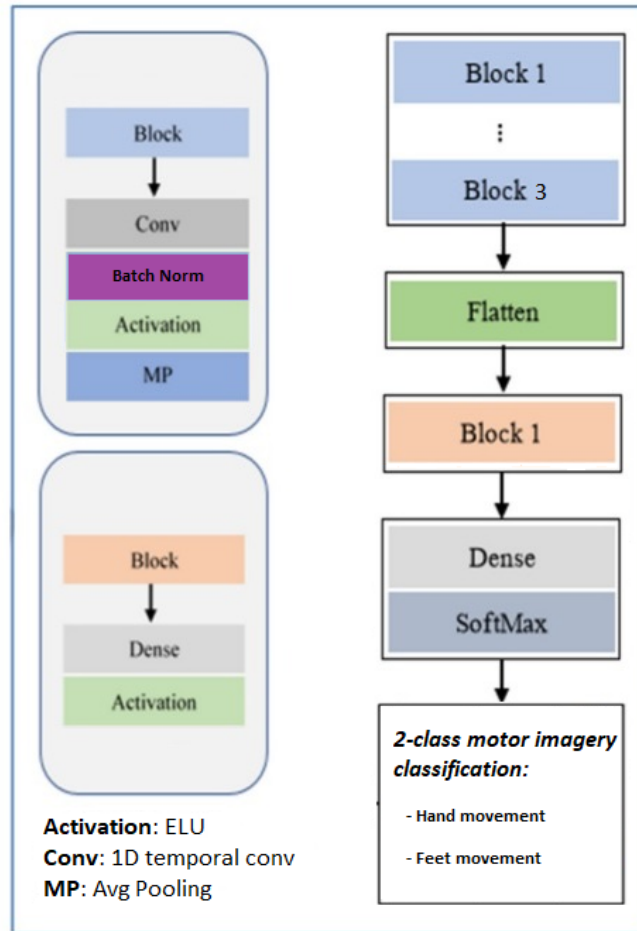 Block
Conv
Batch Norm
Activation
MP
Block
Dense
Activation
Activation: ELU
Conv: 1D temporal conv
MP: Avg Pooling
Block 1
⋮
Block 3
Flatten
Block 1
Dense
SoftMax
2-class motor imagery
classification:
- Hand movement
- Feet movement